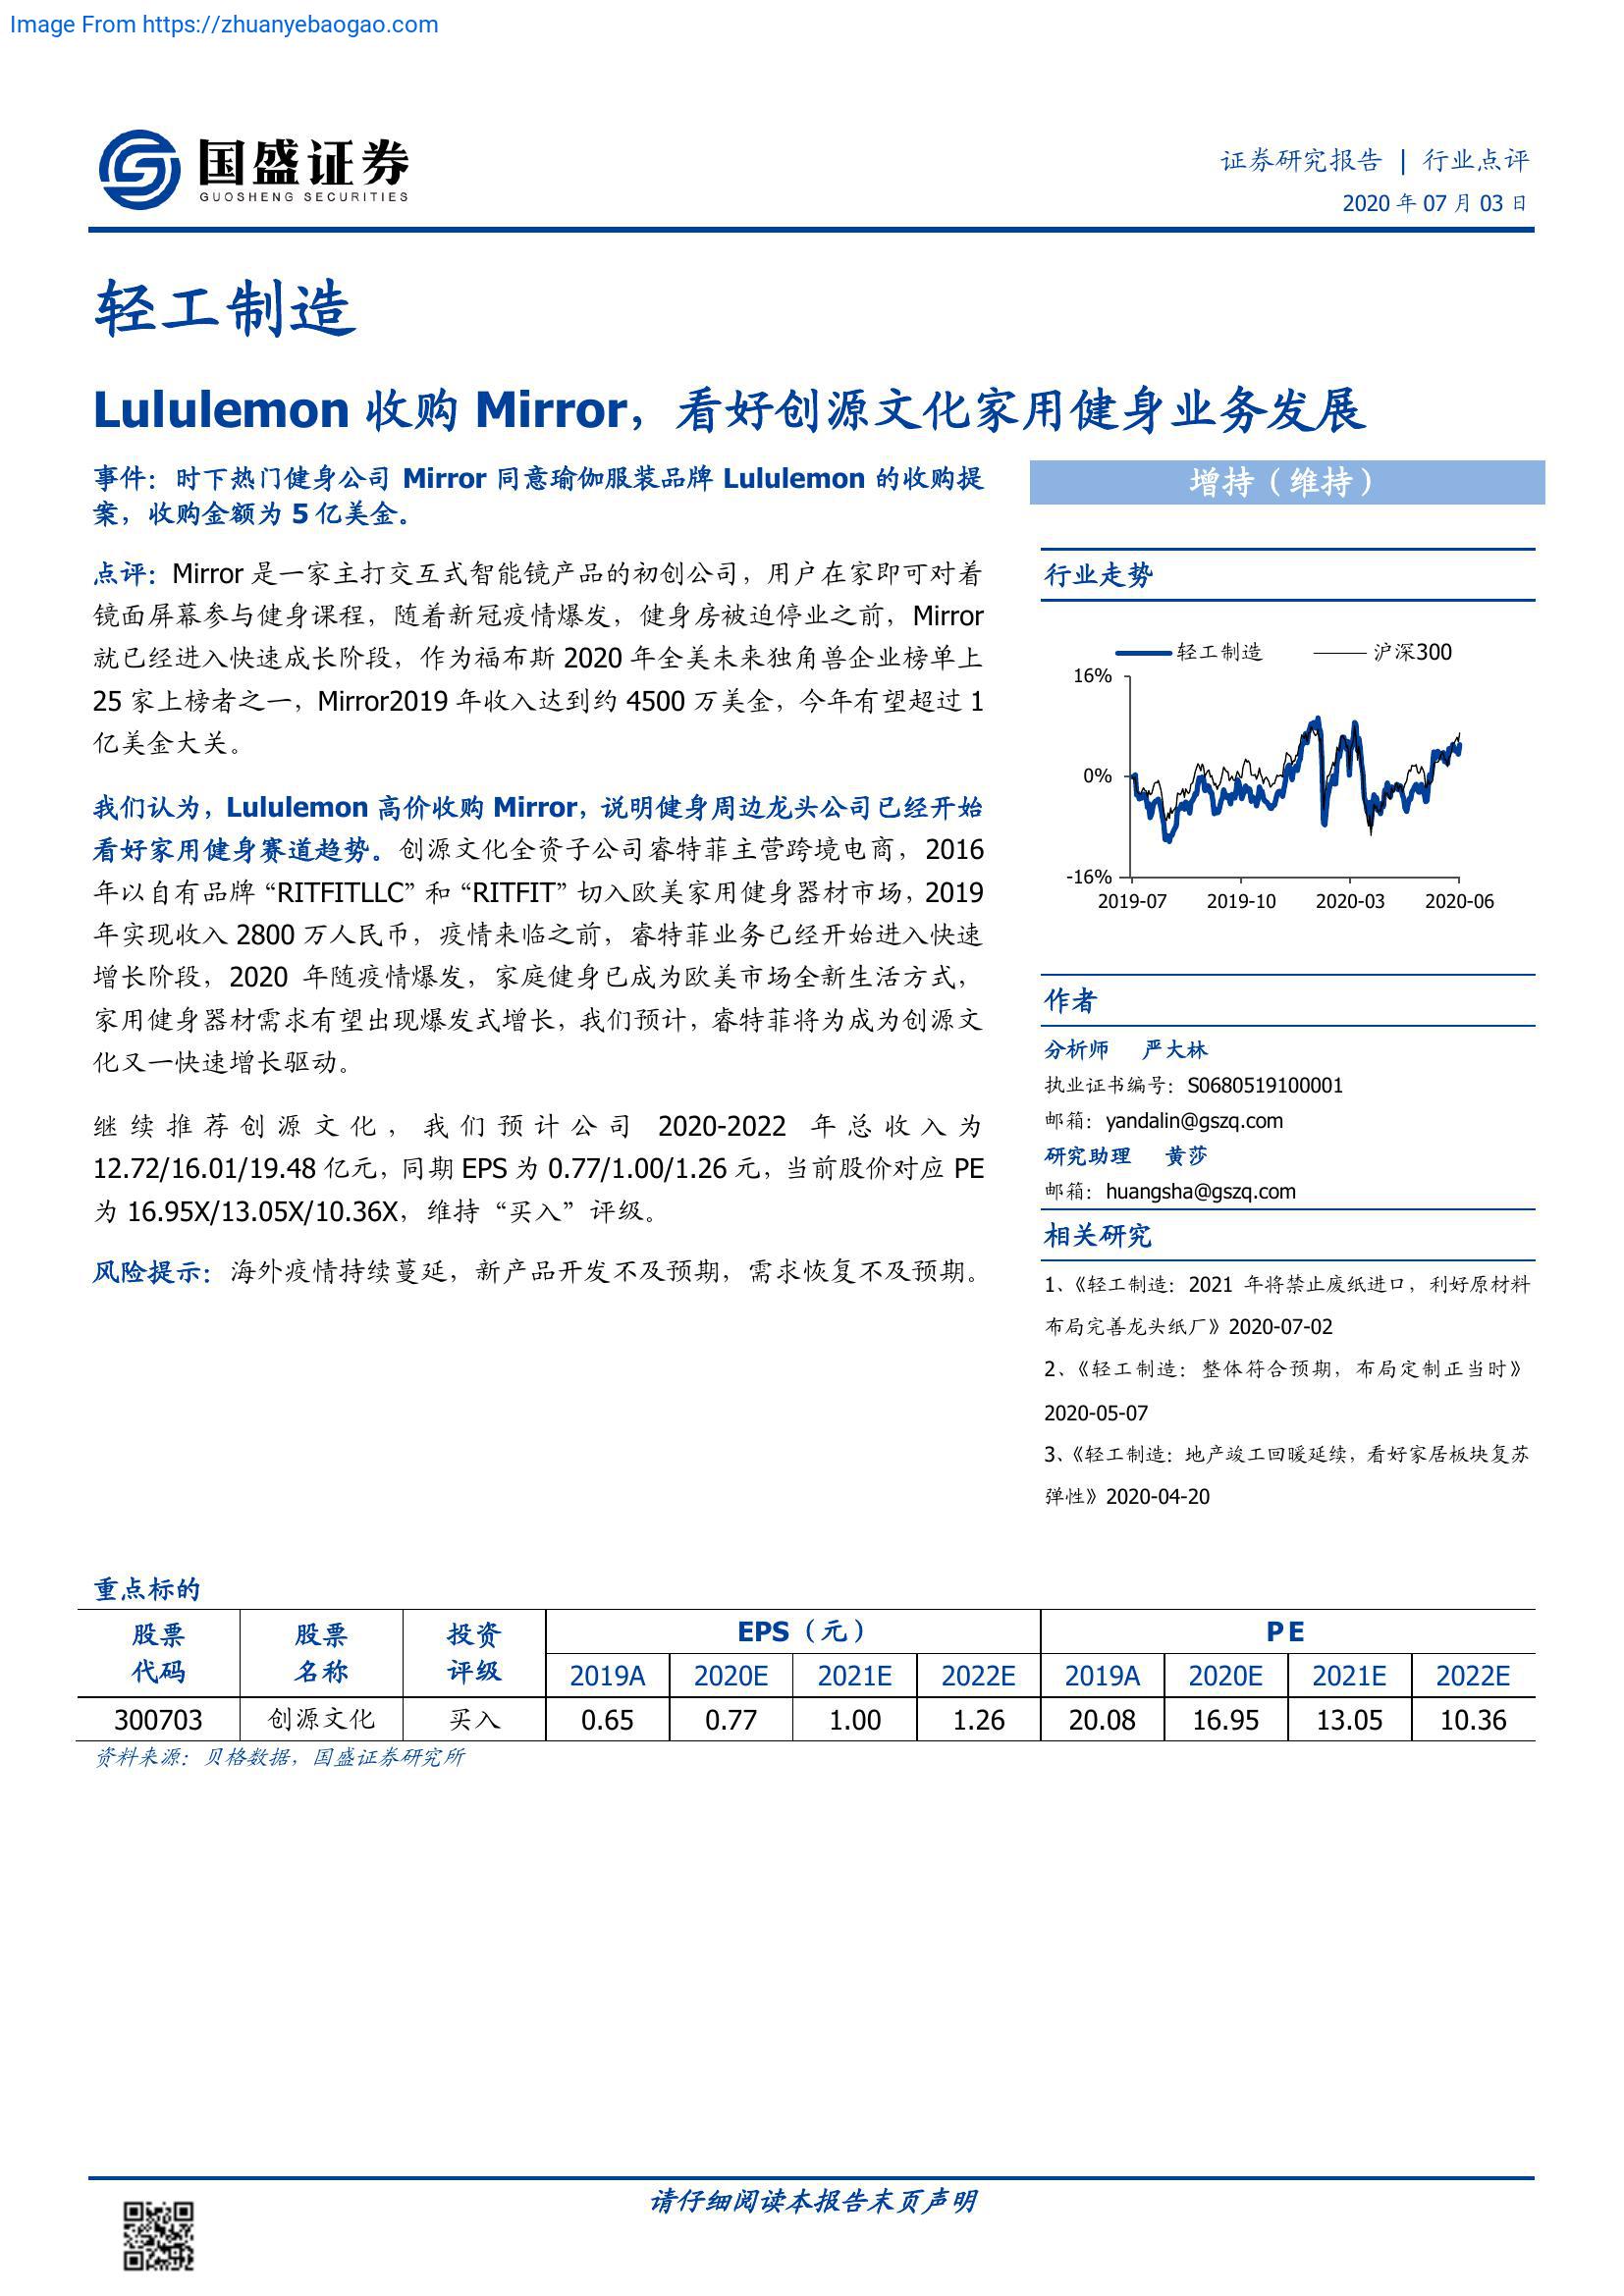 Image From https://zhuanyebaogao.com
国盛证券
GUOSHENG SECURITIES
证券研究报告 | 行业点评
2020 年 07 月 03 日
轻工制造
Lululemon 收购 Mirror，看好创源文化家用健身业务发展
事件：时下热门健身公司 Mirror 同意瑜伽服装品牌 Lululemon 的收购提
案，收购金额为 5 亿美金。
点评：Mirror 是一家主打交互式智能镜产品的初创公司，用户在家即可对着
镜面屏幕参与健身课程，随着新冠疫情爆发，健身房被迫停业之前，Mirror
就已经进入快速成长阶段，作为福布斯 2020 年全美未来独角兽企业榜单上
25 家上榜者之一，Mirror2019 年收入达到约 4500 万美金，今年有望超过 1
亿美金大关。
我们认为，Lululemon 高价收购 Mirror，说明健身周边龙头公司已经开始
看好家用健身赛道趋势。创源文化全资子公司睿特菲主营跨境电商，2016
年以自有品牌“RITFITLLC”和“RITFIT”切入欧美家用健身器材市场，2019
年实现收入 2800 万人民币，疫情来临之前，睿特菲业务已经开始进入快速
增长阶段，2020 年随疫情爆发，家庭健身已成为欧美市场全新生活方式，
家用健身器材需求有望出现爆发式增长，我们预计，睿特菲将为成为创源文
化又一快速增长驱动。
继续推荐创源文化，我们预计公司 2020-2022 年总收入为
12.72/16.01/19.48 亿元，同期 EPS 为 0.77/1.00/1.26 元，当前股价对应 PE
为 16.95X/13.05X/10.36X，维持“买入”评级。
风险提示：海外疫情持续蔓延，新产品开发不及预期，需求恢复不及预期。
增持（维持）
行业走势
轻工制造 沪深300
16%
0%
-16%
2019-07 2019-10 2020-03 2020-06
作者
分析师 严大林
执业证书编号：S0680519100001
邮箱：yandalin@gszq.com
研究助理 黄莎
邮箱：huangsha@gszq.com
相关研究
1、《轻工制造：2021 年将禁止废纸进口，利好原材料
布局完善龙头纸厂》2020-07-02
2、《轻工制造：整体符合预期，布局定制正当时》
2020-05-07
3、《轻工制造：地产竣工回暖延续，看好家居板块复苏
弹性》2020-04-20
重点标的
股票 股票 投资 EPS（元） PE
代码 名称 评级 2019A 2020E 2021E 2022E 2019A 2020E 2021E 2022E
300703 创源文化 买入 0.65 0.77 1.00 1.26 20.08 16.95 13.05 10.36
资料来源：贝格数据，国盛证券研究所
请仔细阅读本报告末页声明